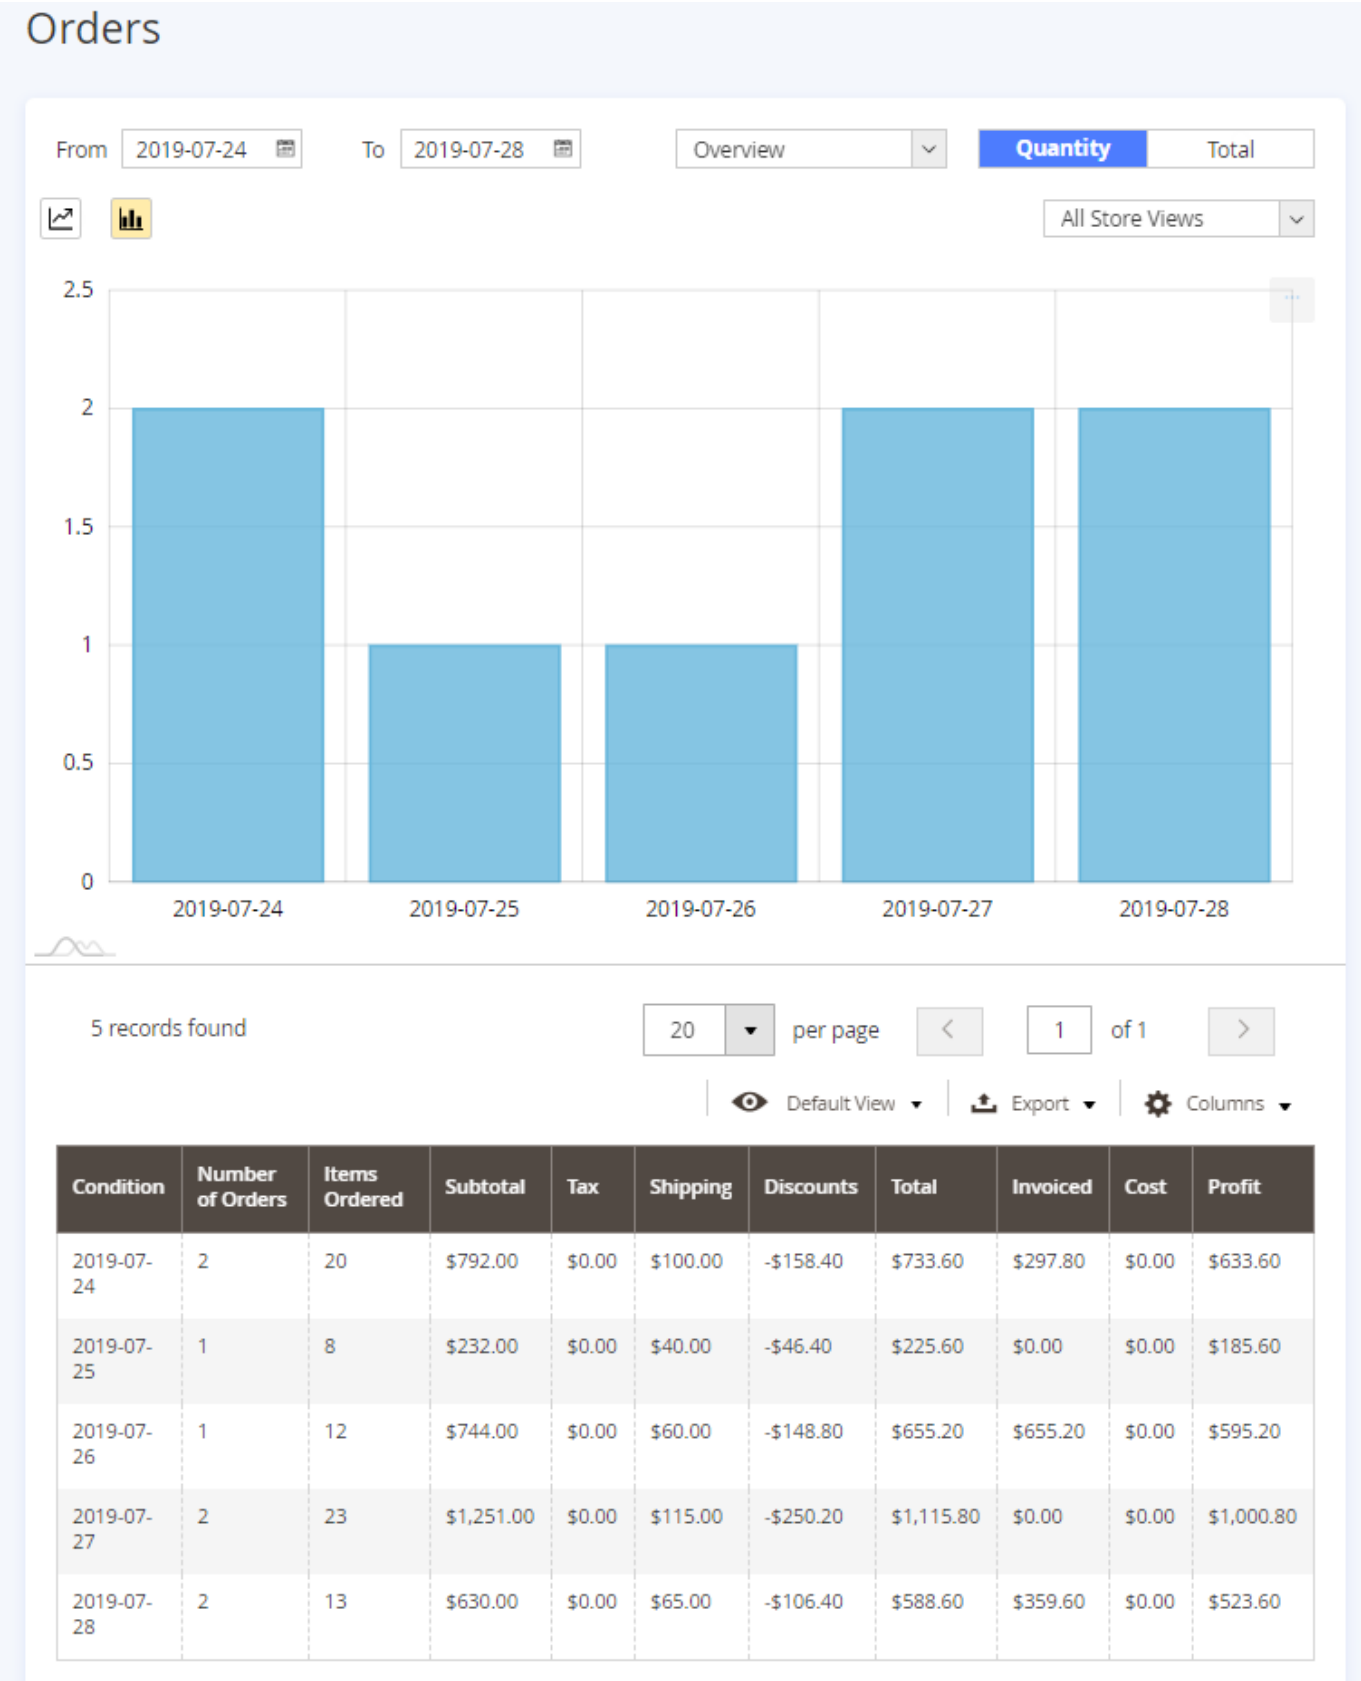 Orders
From 2019-07-24 To 2019-07-28 Overview Quantity Total
All Store Views
2.5
2
1.5
1
0.5
0
2019-07-24 2019-07-25 2019-07-26 2019-07-27 2019-07-28
5 records found 20 per page 1 of 1
Default View Export Columns
Condition Number of Orders Items Ordered Subtotal Tax Shipping Discounts Total Invoiced Cost Profit
2019-07-24 2 20 $792.00 $0.00 $100.00 -$158.40 $733.60 $297.80 $0.00 $633.60
2019-07-25 1 8 $232.00 $0.00 $40.00 -$46.40 $225.60 $0.00 $0.00 $185.60
2019-07-26 1 12 $744.00 $0.00 $60.00 -$148.80 $655.20 $655.20 $0.00 $595.20
2019-07-27 2 23 $1,251.00 $0.00 $115.00 -$250.20 $1,115.80 $0.00 $0.00 $1,000.80
2019-07-28 2 13 $630.00 $0.00 $65.00 -$106.40 $588.60 $359.60 $0.00 $523.60